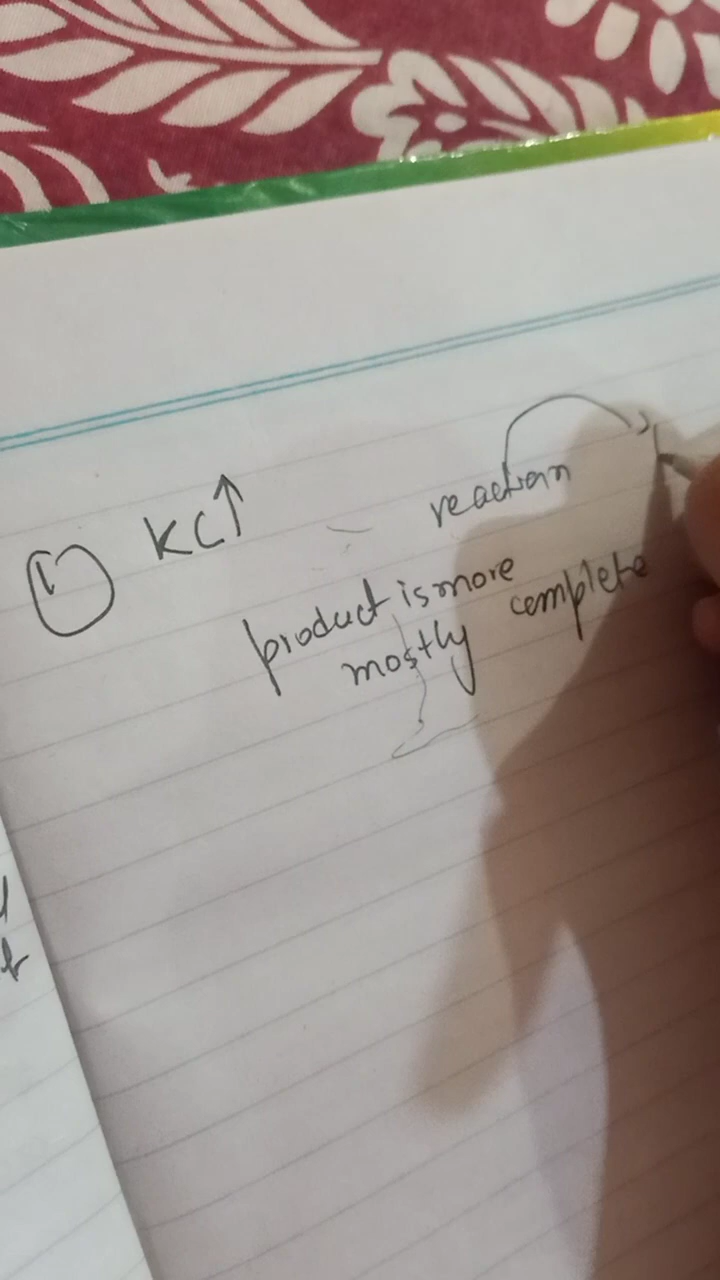 ① KC↑
reaction
product is more
mostly complete